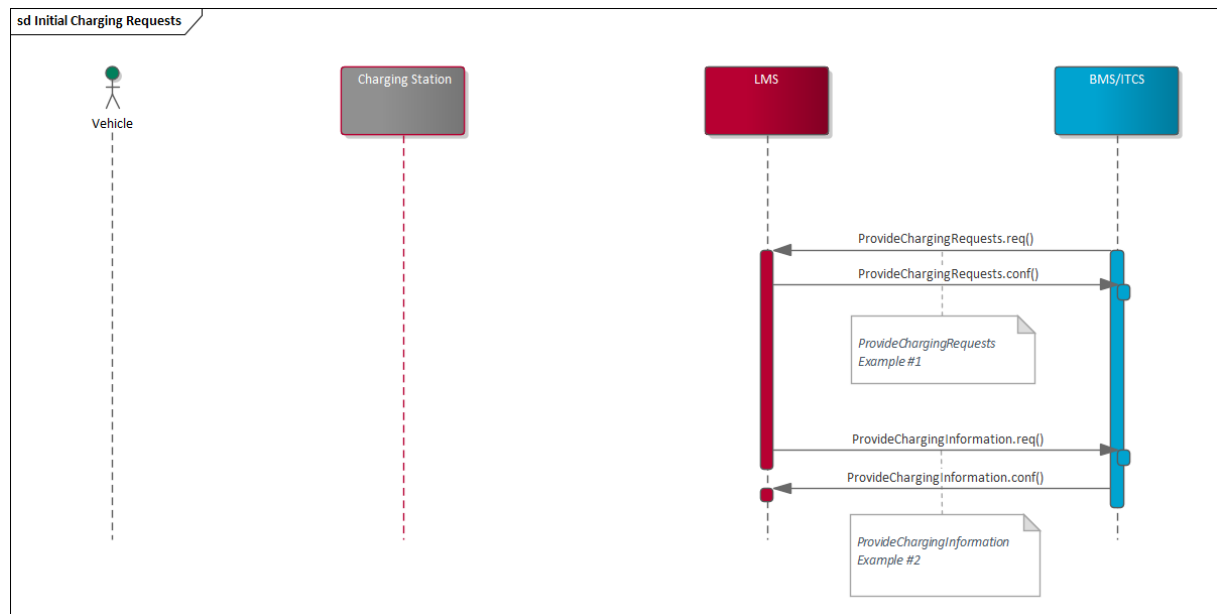 sd Initial Charging Requests
Vehicle
Charging Station
LMS
BMS/ITCS
ProvideChargingRequests.req()
ProvideChargingRequests.conf()
ProvideChargingRequests
Example #1
ProvideChargingInformation.req()
ProvideChargingInformation.conf()
ProvideChargingInformation
Example #2